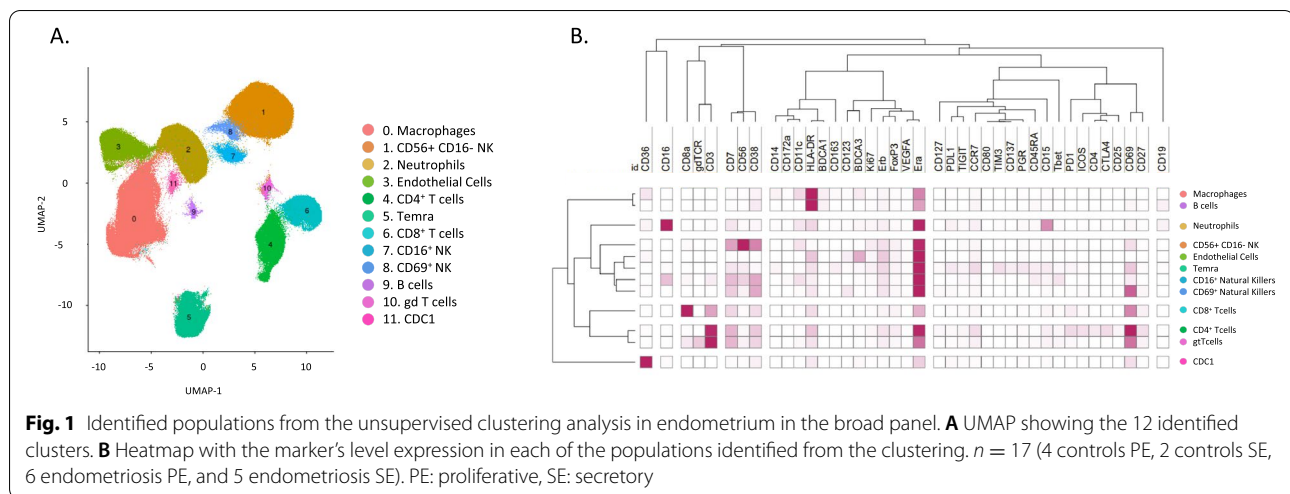 A.
5
0
-5
-10
UMAP-2
-10 -5 0 5 10
UMAP-1
0
1
2
3
4
5
6
7
8
9
10
11
0. Macrophages
1. CD56+ CD16- NK
2. Neutrophils
3. Endothelial Cells
4. CD4⁺ T cells
5. Temra
6. CD8⁺ T cells
7. CD16⁺ NK
8. CD69⁺ NK
9. B cells
10. gd T cells
11. CDC1
B.
CD36
CD16
CD8a
gdTCR
CD3
CD7
CD56
CD38
CD14
CD172a
CD11c
HLA-DR
BDCA1
CD163
CD123
BDCA3
Ki67
Erb
FoxP3
VEGFA
Era
CD127
PDL1
TIGIT
CCR7
CD80
TIM3
CD137
PGR
CD45RA
CD15
Tbet
PD1
ICOS
CD4
CTLA4
CD25
CD69
CD27
CD19
Macrophages
B cells
Neutrophils
CD56+ CD16- NK
Endothelial Cells
Temra
CD16⁺ Natural Killers
CD69⁺ Natural Killers
CD8⁺ Tcells
CD4⁺ Tcells
gtTcells
CDC1
Fig. 1 Identified populations from the unsupervised clustering analysis in endometrium in the broad panel. A UMAP showing the 12 identified
clusters. B Heatmap with the marker's level expression in each of the populations identified from the clustering. n = 17 (4 controls PE, 2 controls SE,
6 endometriosis PE, and 5 endometriosis SE). PE: proliferative, SE: secretory